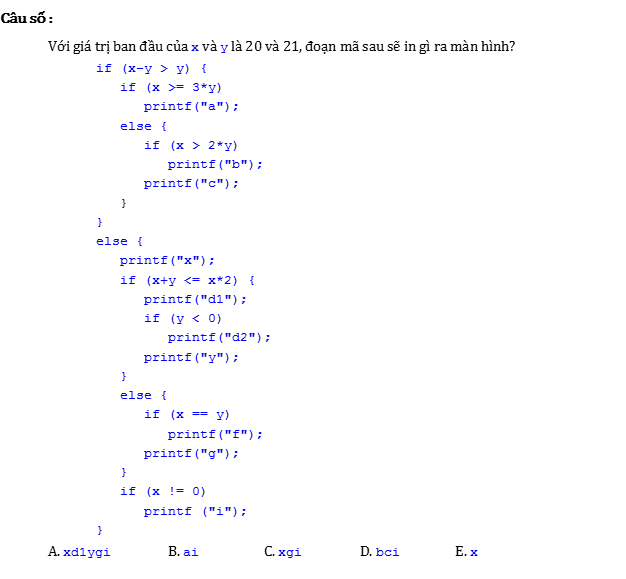 Câu số :
Với giá trị ban đầu của x và y là 20 và 21, đoạn mã sau sẽ in gì ra màn hình?
if (x-y > y) {
if (x >= 3*y)
printf("a");
else {
if (x > 2*y)
printf("b");
printf("c");
}
}
else {
printf("x");
if (x+y <= x*2) {
printf("d1");
if (y < 0)
printf("d2");
printf("y");
}
else {
if (x == y)
printf("f");
printf("g");
}
if (x != 0)
printf ("i");
}
A. xd1ygi B. ai C. xgi D. bci E. x